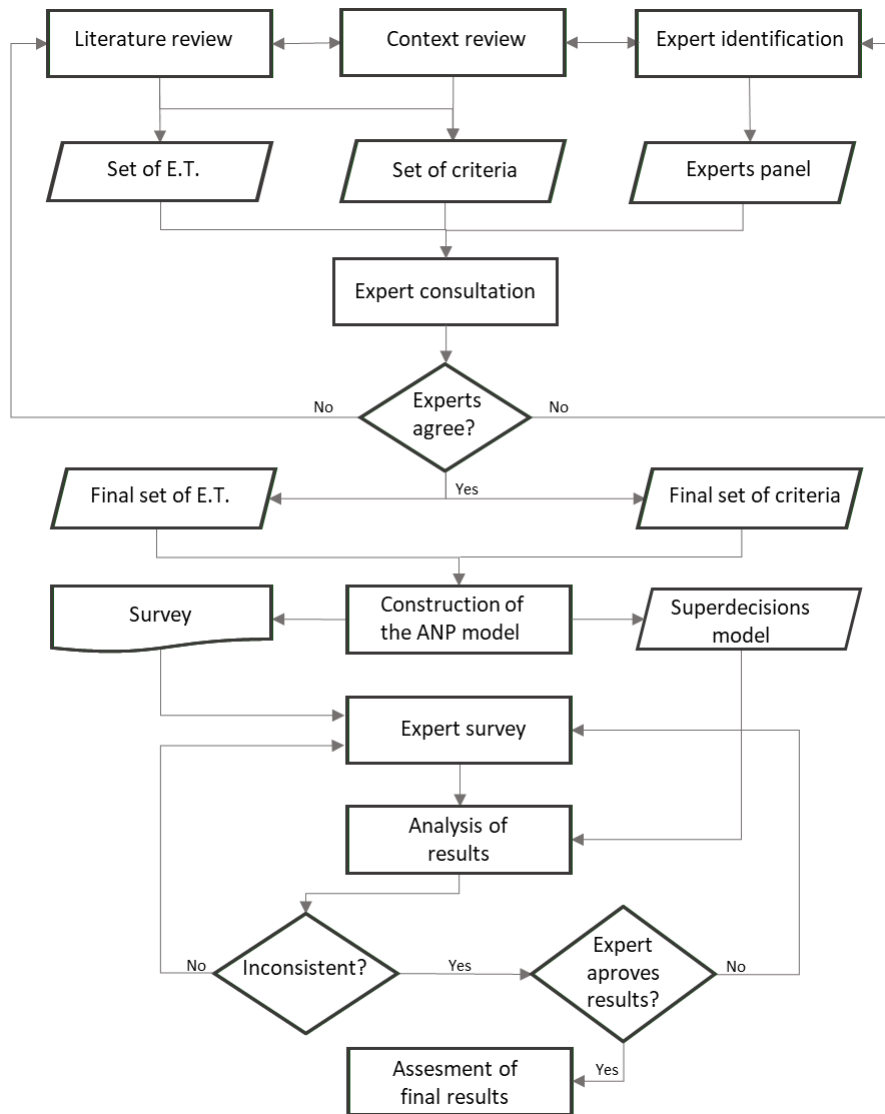 Literature review
Context review
Expert identification
Set of E.T.
Set of criteria
Experts panel
Expert consultation
No
Experts
agree?
No
Yes
Final set of E.T.
Final set of criteria
Survey
Construction of
the ANP model
Superdecisions
model
Expert survey
Analysis of
results
No
Inconsistent?
Yes
Expert
aproves
results?
No
Yes
Assesment of
final results